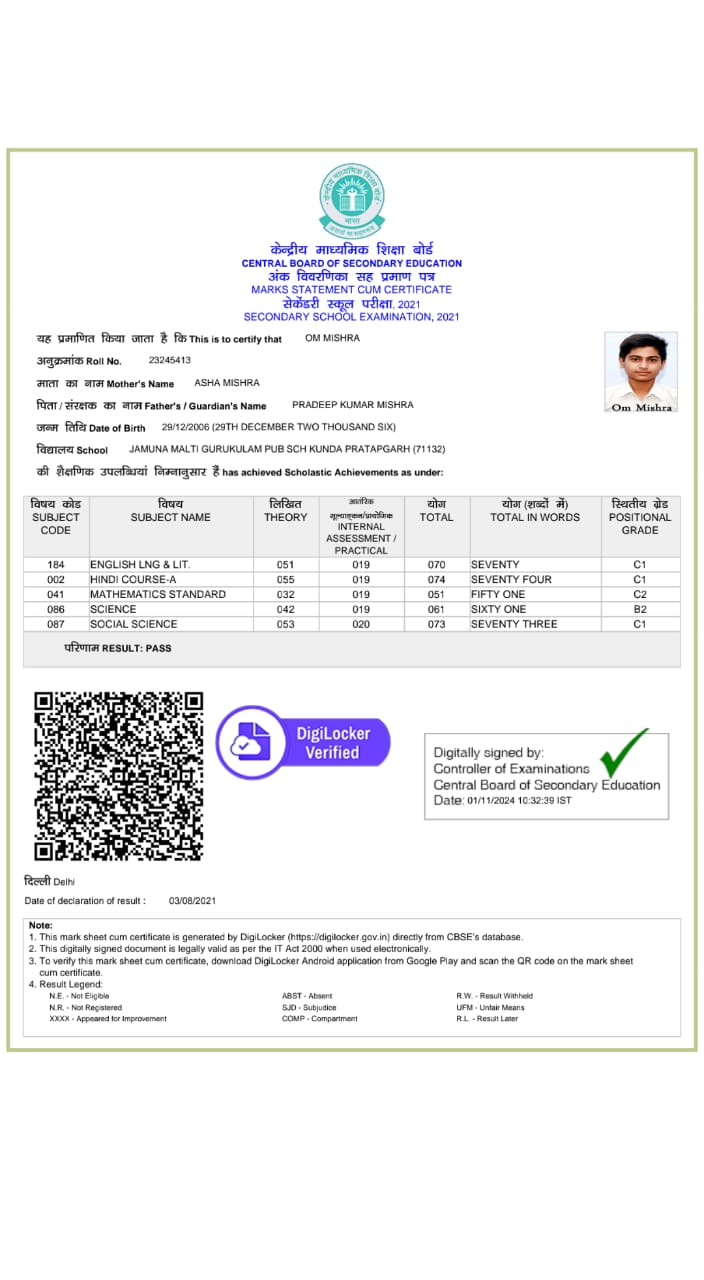 केन्द्रीय माध्यमिक शिक्षा बोर्ड
भारत
असतो मा सद्गमय
केन्द्रीय माध्यमिक शिक्षा बोर्ड
CENTRAL BOARD OF SECONDARY EDUCATION
अंक विवरणिका सह प्रमाण पत्र
MARKS STATEMENT CUM CERTIFICATE
सेकेंडरी स्कूल परीक्षा, 2021
SECONDARY SCHOOL EXAMINATION, 2021
यह प्रमाणित किया जाता है कि This is to certify that OM MISHRA
अनुक्रमांक Roll No. 23245413
माता का नाम Mother's Name ASHA MISHRA
पिता / संरक्षक का नाम Father's / Guardian's Name PRADEEP KUMAR MISHRA
Om Mishra
जन्म तिथि Date of Birth 29/12/2006 (29TH DECEMBER TWO THOUSAND SIX)
विद्यालय School JAMUNA MALTI GURUKULAM PUB SCH KUNDA PRATAPGARH (71132)
की शैक्षणिक उपलब्धियां निम्नानुसार हैं has achieved Scholastic Achievements as under:
विषय कोड SUBJECT CODE विषय SUBJECT NAME लिखित THEORY आतंरिक मूल्याङ्कन/प्रायोगिक INTERNAL ASSESSMENT / PRACTICAL योग TOTAL योग (शब्दों में) TOTAL IN WORDS स्थितीय ग्रेड POSITIONAL GRADE
184 ENGLISH LNG & LIT. 051 019 070 SEVENTY C1
002 HINDI COURSE-A 055 019 074 SEVENTY FOUR C1
041 MATHEMATICS STANDARD 032 019 051 FIFTY ONE C2
086 SCIENCE 042 019 061 SIXTY ONE B2
087 SOCIAL SCIENCE 053 020 073 SEVENTY THREE C1
परिणाम RESULT: PASS
DigiLocker
Verified
Digitally signed by:
Controller of Examinations
Central Board of Secondary Education
Date: 01/11/2024 10:32:39 IST
दिल्ली Delhi
Date of declaration of result : 03/08/2021
Note:
1. This mark sheet cum certificate is generated by DigiLocker (https://digilocker.gov.in) directly from CBSE's database.
2. This digitally signed document is legally valid as per the IT Act 2000 when used electronically.
3. To verify this mark sheet cum certificate, download DigiLocker Android application from Google Play and scan the QR code on the mark sheet
cum certificate.
4. Result Legend:
N.E. - Not Eligible ABST - Absent R.W. - Result Withheld
N.R. - Not Registered SJD - Subjudice UFM - Unfair Means
XXXX - Appeared for Improvement COMP - Compartment R.L. - Result Later